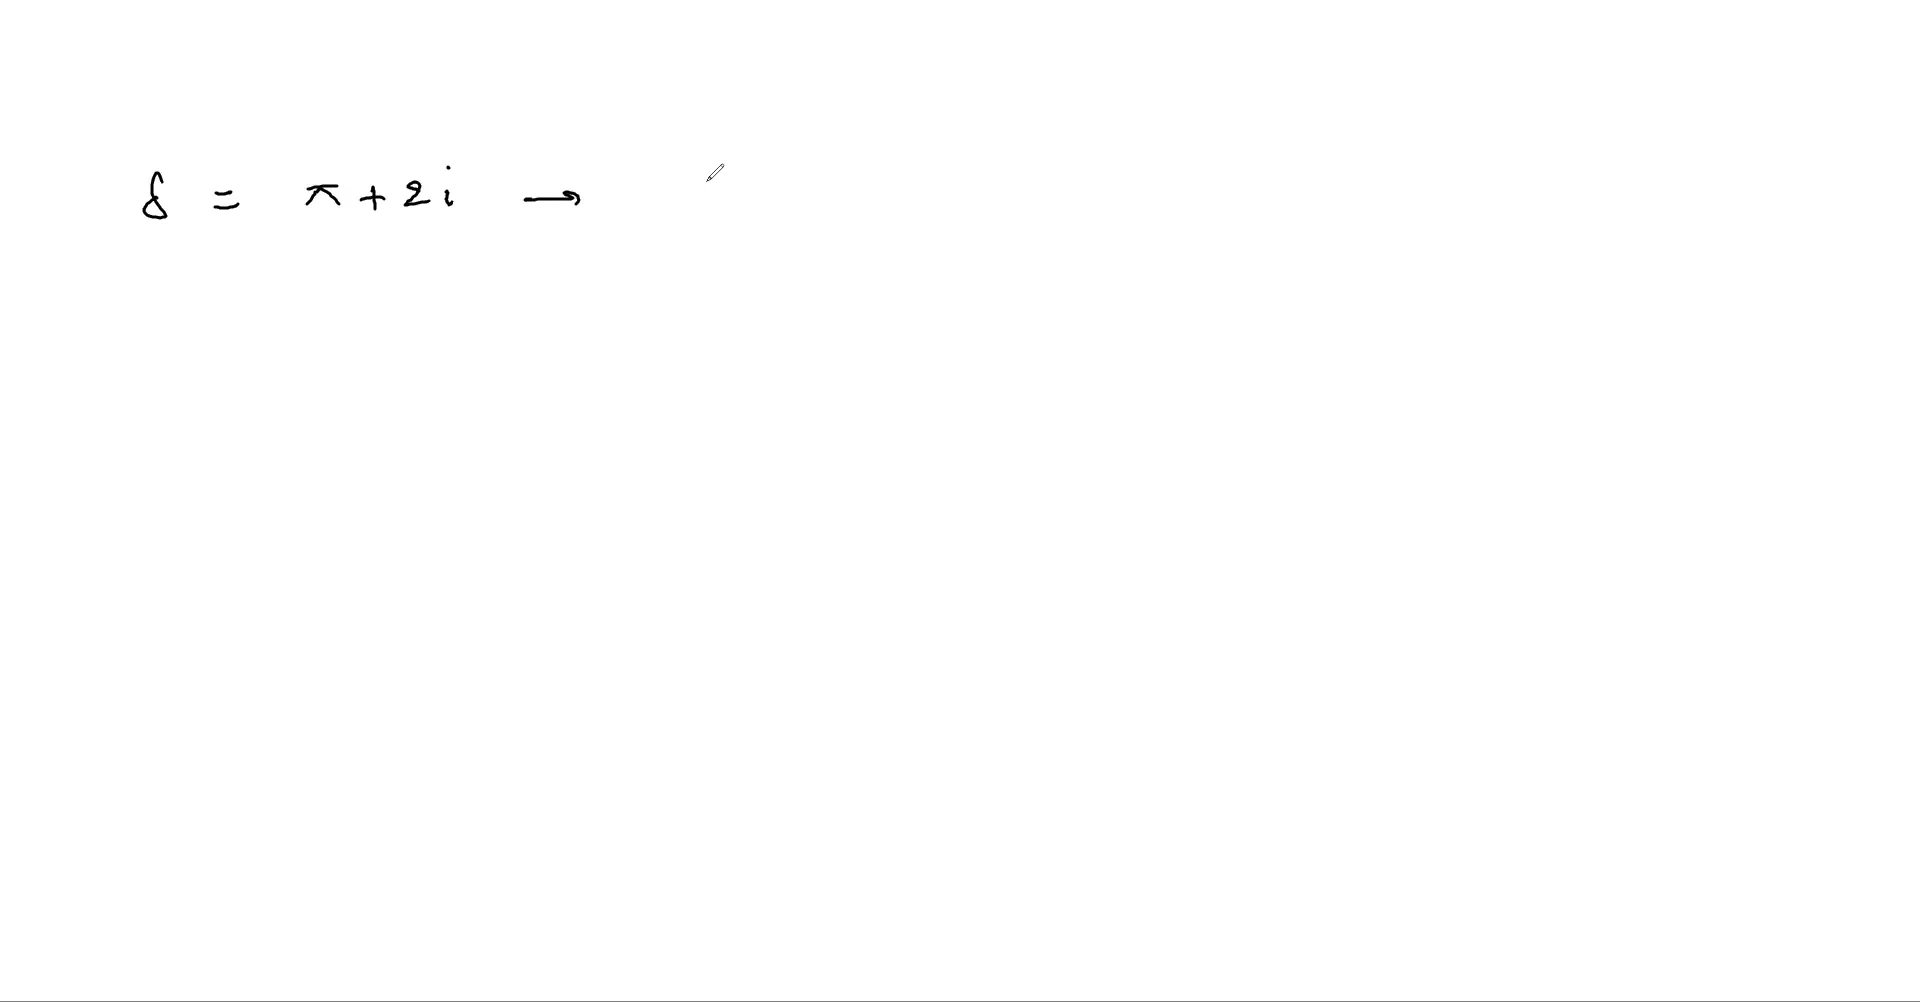 δ = π + 2i →